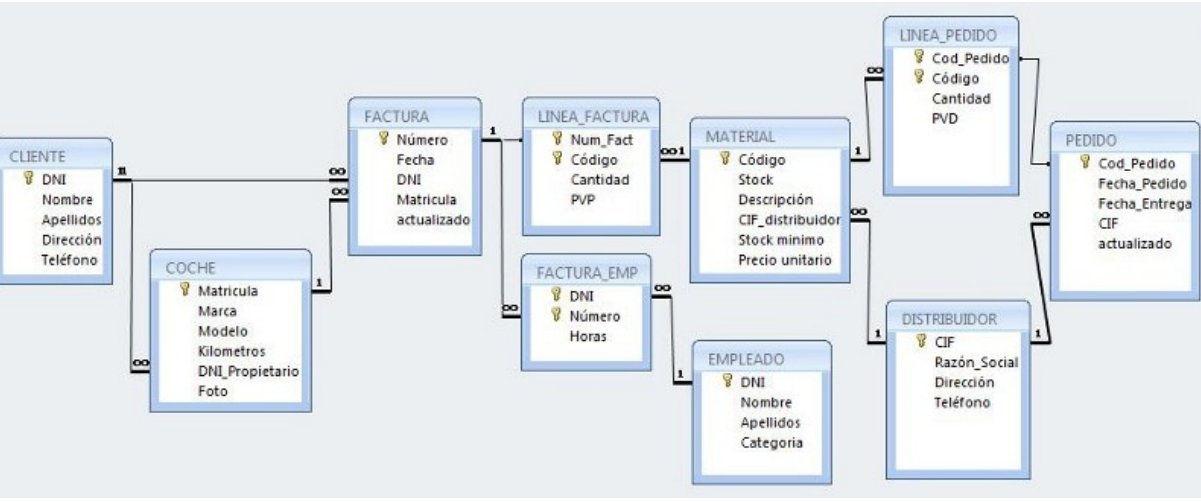 CLIENTE
DNI
Nombre
Apellidos
Dirección
Teléfono
1
1
∞
COCHE
Matricula
Marca
Modelo
Kilometros
DNI_Propietario
Foto
1
∞
∞
FACTURA
Número
Fecha
DNI
Matricula
actualizado
1
∞
LINEA_FACTURA
Num_Fact
Código
Cantidad
PVP
∞
1
FACTURA_EMP
DNI
Número
Horas
∞
1
EMPLEADO
DNI
Nombre
Apellidos
Categoria
MATERIAL
Código
Stock
Descripción
CIF_distribuidor
Stock minimo
Precio unitario
1
∞
∞
1
LINEA_PEDIDO
Cod_Pedido
Código
Cantidad
PVD
DISTRIBUIDOR
CIF
Razón_Social
Dirección
Teléfono
1
∞
PEDIDO
Cod_Pedido
Fecha_Pedido
Fecha_Entrega
CIF
actualizado